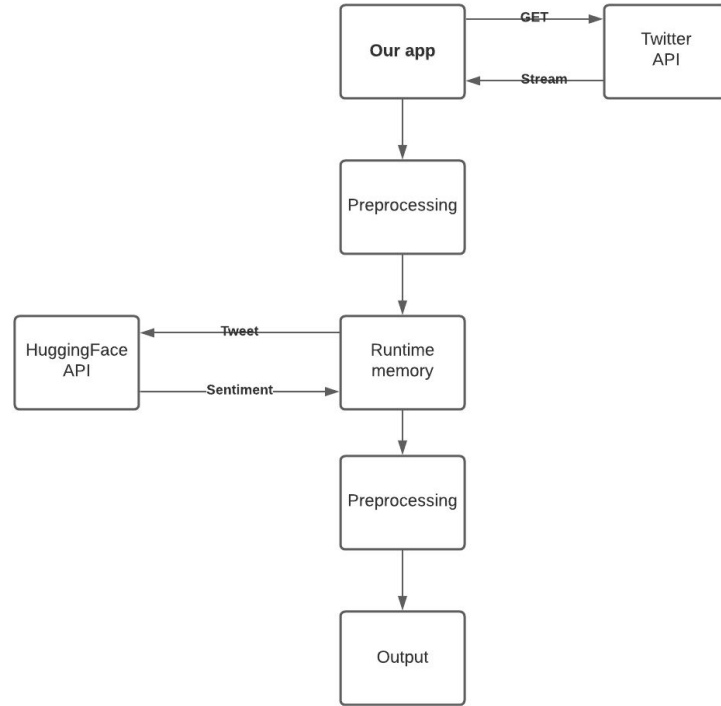 Our app
GET
Twitter
API
Stream
Preprocessing
HuggingFace
API
Tweet
Sentiment
Runtime
memory
Preprocessing
Output